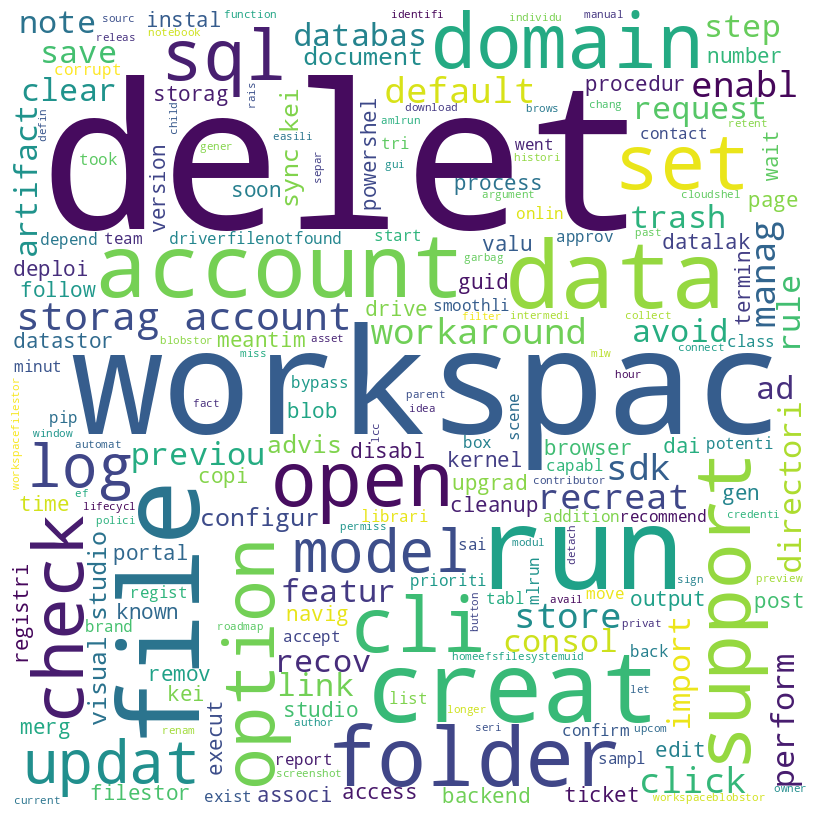 note
sourc
instal
function
identifi
individu
manual
releas
notebook
save
corrupt
sql
databas
document
domain
step
number
clear
storag
rais
default
procedur
enabl
delet
download
brows
chang
retent
defin
child
easili
amlrun
request
contact
wait
artifact
took
gener
separ
sync kei
powershel
tri
gui
histori
went
set
version
soon
process
argument
cloudshel
page
onlin
trash
depend
team
driverfilenotfound
start
valu
approv
past
datalak
manag
garbag
deploi
account
data
guid
termin
rule
follow
drive
smoothli
filter
intermedi
collect
storag account
meantim
workaround
avoid
class
datastor
blobstor
asset
miss
mlw
connect
minut
workspac
hour
bypass
fact
parent
idea
blob
scene
ad
workspacefilestor
pip
window
automat
log
previou
advis
lcc
disabl
box
browser
dai
potenti
directori
ef
copi
open
kernel
capabl
sdk
upgrad
contributor
gen
credenti
time
lifecycl
polici
configur
librari
cleanup
addition
recommend
recreat
check
file
portal
permiss
run
modul
detach
support
registri
visual studio
known
option
model
sai
prioriti
tabl
mlrun
avail
move
sign
preview
regist
featur
output
post
brand
roadmap
navig
cli
button
store
privat
kei
accept
consol
import
remov
recov
creat
back
merg
execut
link
homeefsfilesystemuid
list
let
studio
longer
renam
author
folder
seri
confirm
upcom
perform
updat
report
sampl
edit
screenshot
click
filestor
current
exist
associ
access
backend
ticket
workspaceblobstor
owner